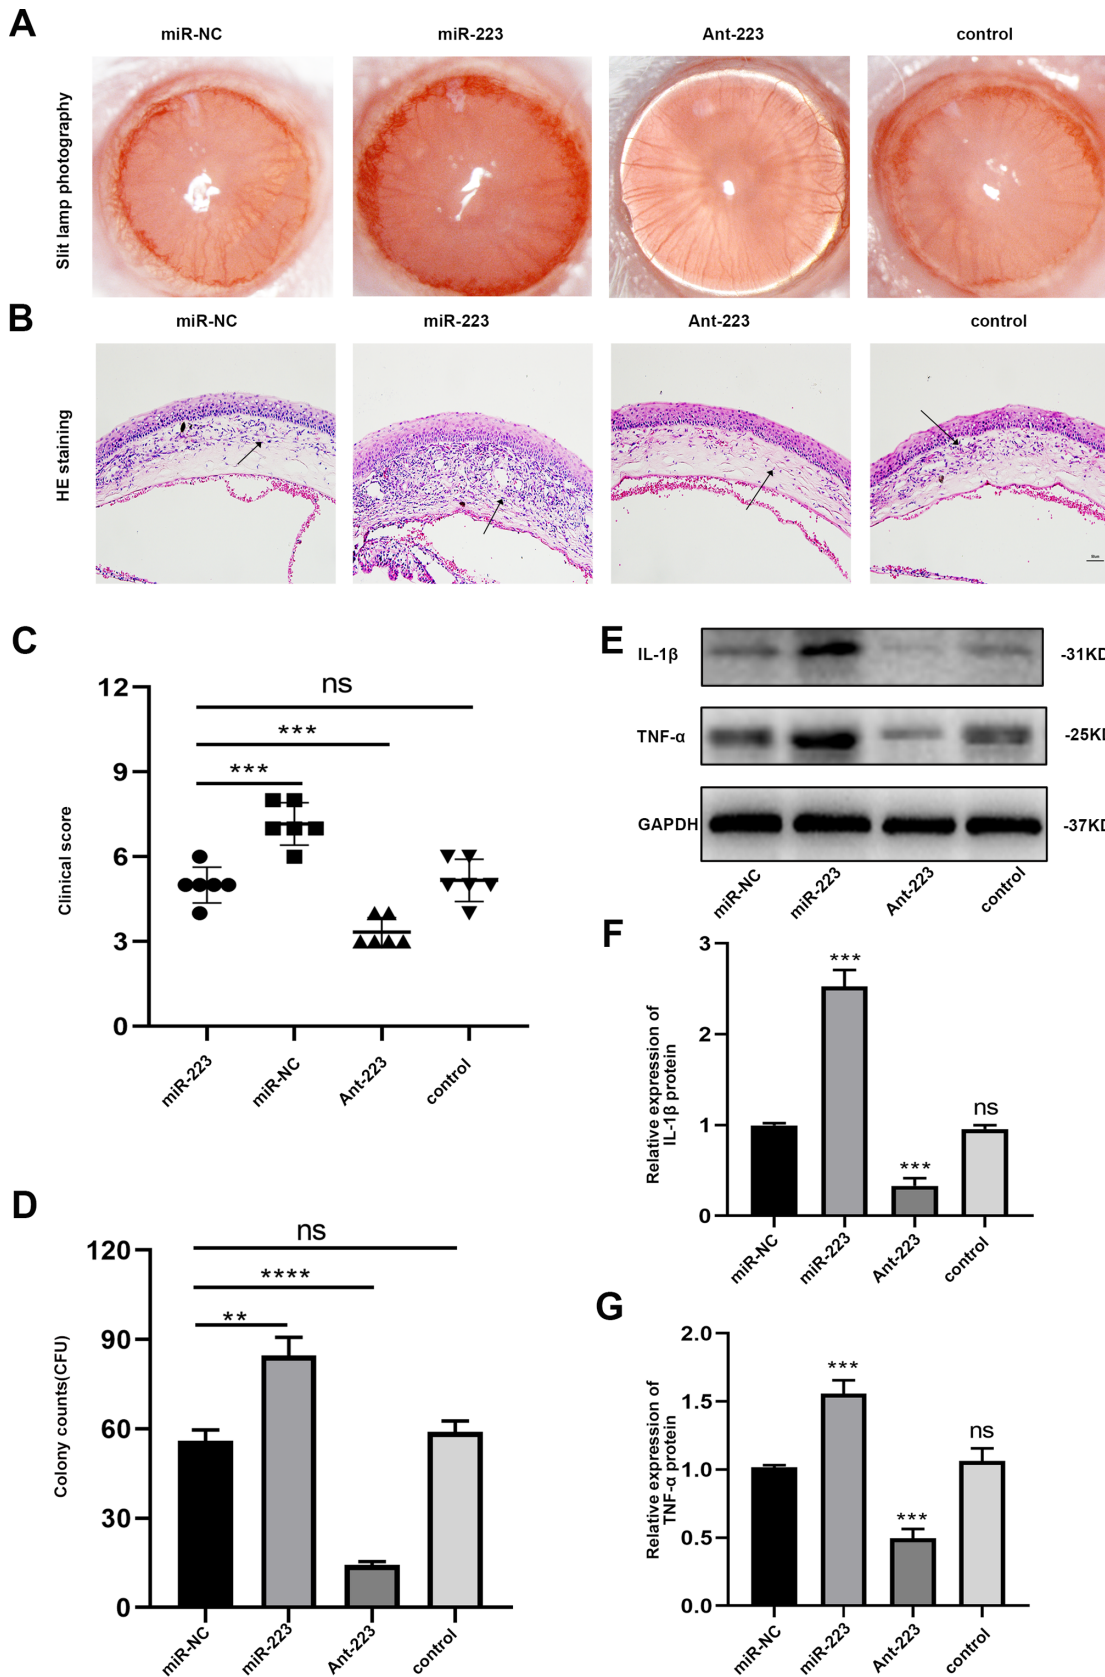 A
miR-NC
miR-223
Ant-223
control
Slit lamp photography
B
miR-NC
miR-223
Ant-223
control
HE staining
C
ns
***
***
12
9
6
3
0
Clinical score
miR-223
miR-NC
Ant-223
control
D
ns
****
**
120
90
60
30
0
Colony counts(CFU)
miR-NC
miR-223
Ant-223
control
E
IL-1β
-31KD
TNF-α
-25KD
GAPDH
-37KD
miR-NC
miR-223
Ant-223
control
F
3
2
1
0
Relative expression of
IL-1β protein
***
***
ns
miR-NC
miR-223
Ant-223
control
G
2.0
1.5
1.0
0.5
0.0
Relative expression of
TNF-α protein
***
***
ns
miR-NC
miR-223
Ant-223
control